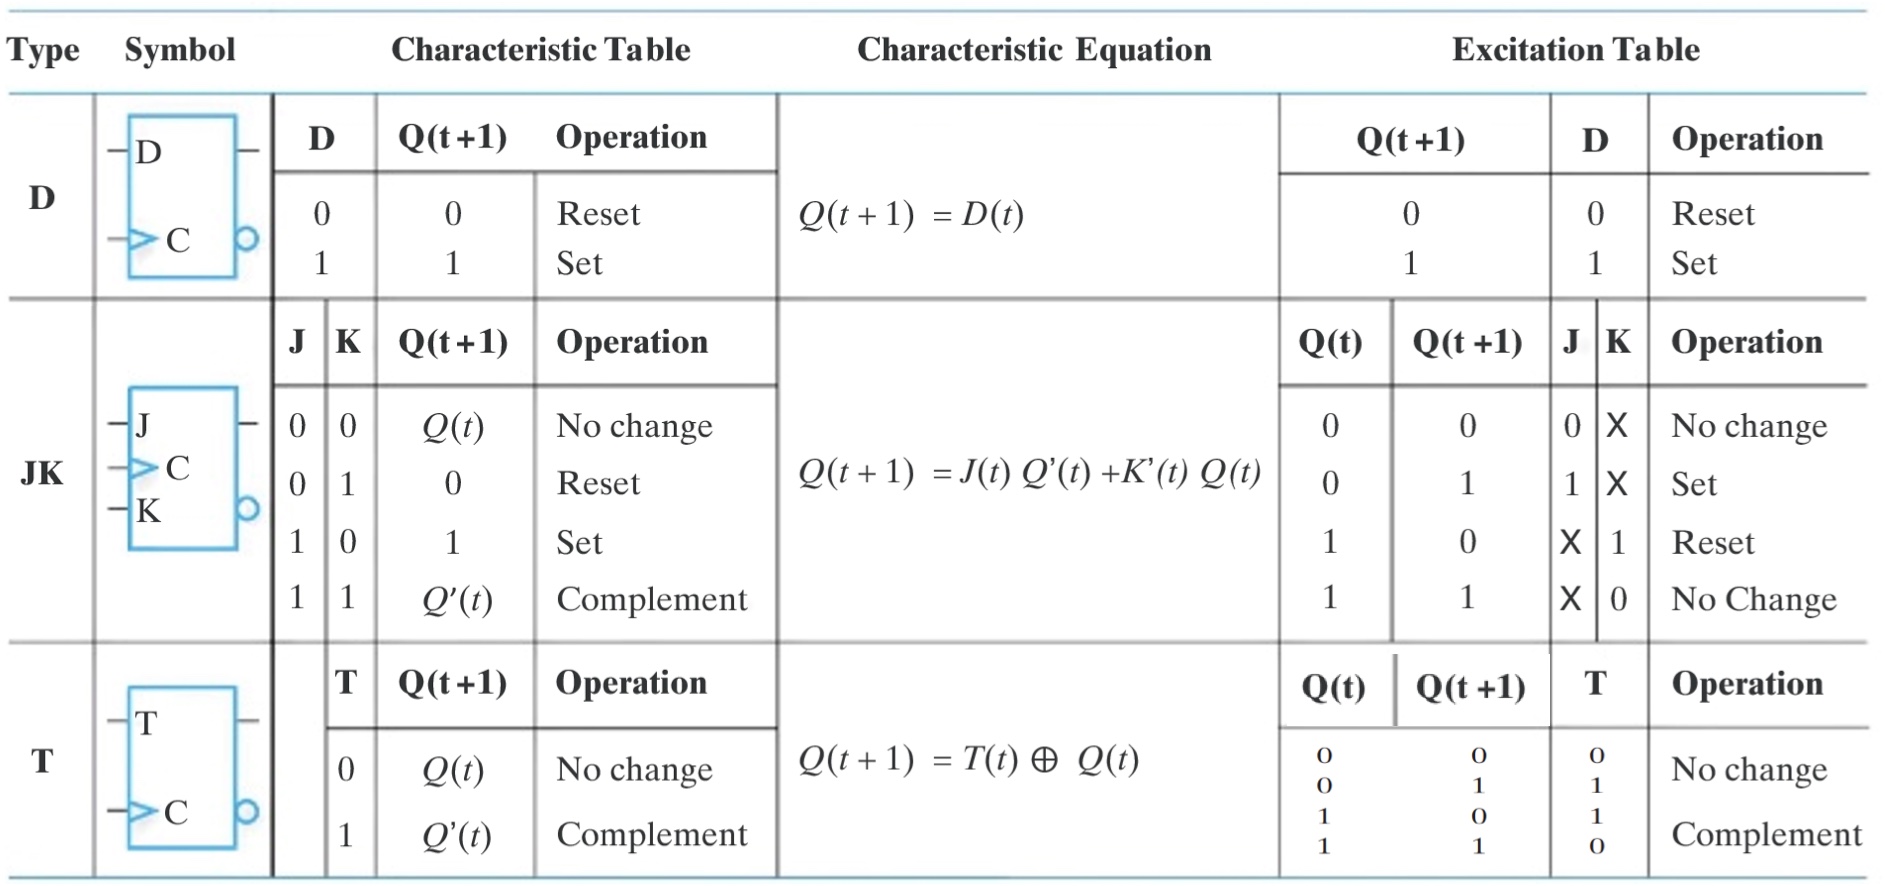 Type Symbol Characteristic Table Characteristic Equation Excitation Table
D Q(t+1) Operation Q(t+1) D Operation
D
D 0 0 Reset Q(t + 1) = D(t) 0 0 Reset
C 1 1 Set 1 1 Set
J K Q(t+1) Operation Q(t) Q(t +1) J K Operation
J 0 0 Q(t) No change 0 0 0 X No change
JK C 0 1 0 Reset Q(t + 1) = J(t) Q’(t) +K’(t) Q(t) 0 1 1 X Set
K 1 0 1 Set 1 0 X 1 Reset
1 1 Q’(t) Complement 1 1 X 0 No Change
T Q(t+1) Operation Q(t) Q(t +1) T Operation
T
T 0 Q(t) No change Q(t + 1) = T(t) ⊕ Q(t) 0 0 0 No change
0 1 1
C 1 Q’(t) Complement 1 0 1 Complement
1 1 0